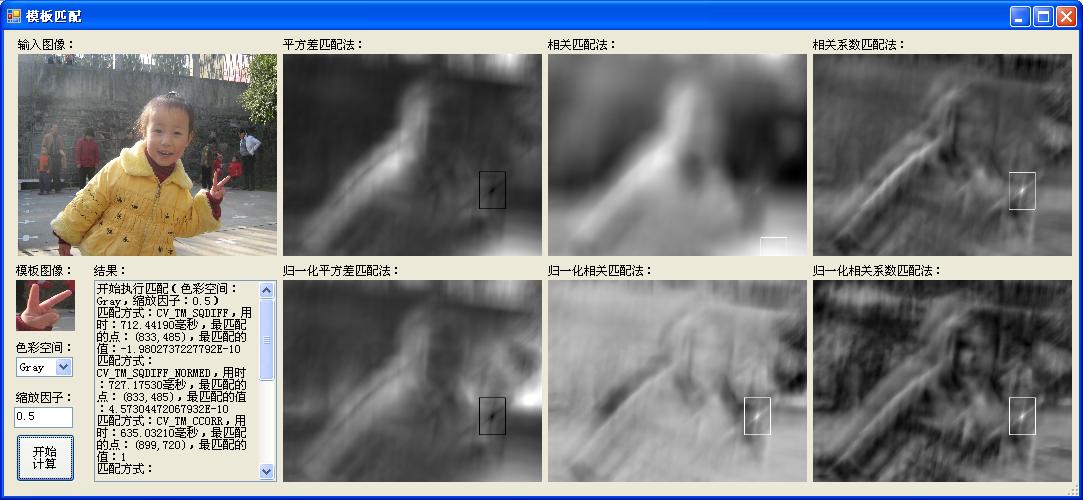 模板匹配
输入图像：
平方差匹配法：
相关匹配法：
相关系数匹配法：
模板图像：
结果：
归一化平方差匹配法：
归一化相关匹配法：
归一化相关系数匹配法：
开始执行匹配(色彩空间：
Gray，缩放因子：0.5)
匹配方式：CV_TM_SQDIFF，用
时：712.44190毫秒，最匹配
的点：(833,485)，最匹配的
值：-1.9802737227792E-10
匹配方式：
CV_TM_SQDIFF_NORMED，用时
：727.17530毫秒，最匹配的
点：(833,485)，最匹配的值
：4.57304472067932E-10
匹配方式：CV_TM_CCORR，用
时：635.03210毫秒，最匹配
的点：(899,720)，最匹配的
值：1
匹配方式：
色彩空间：
Gray
缩放因子：
0.5
开始
计算